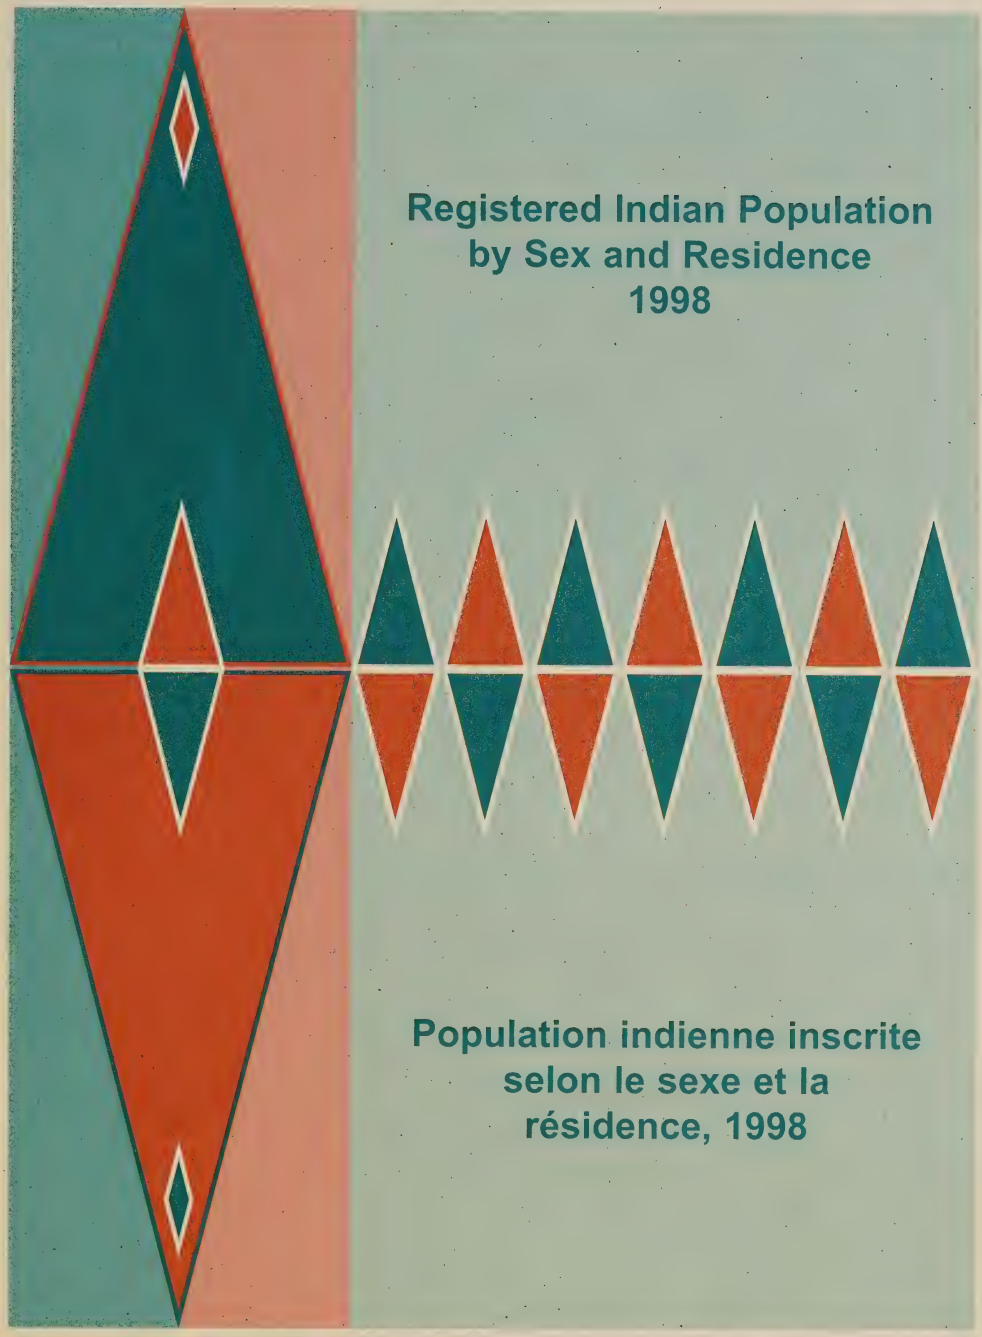 Registered Indian Population
by Sex and Residence
1998
Population indienne inscrite
selon le sexe et la
résidence, 1998